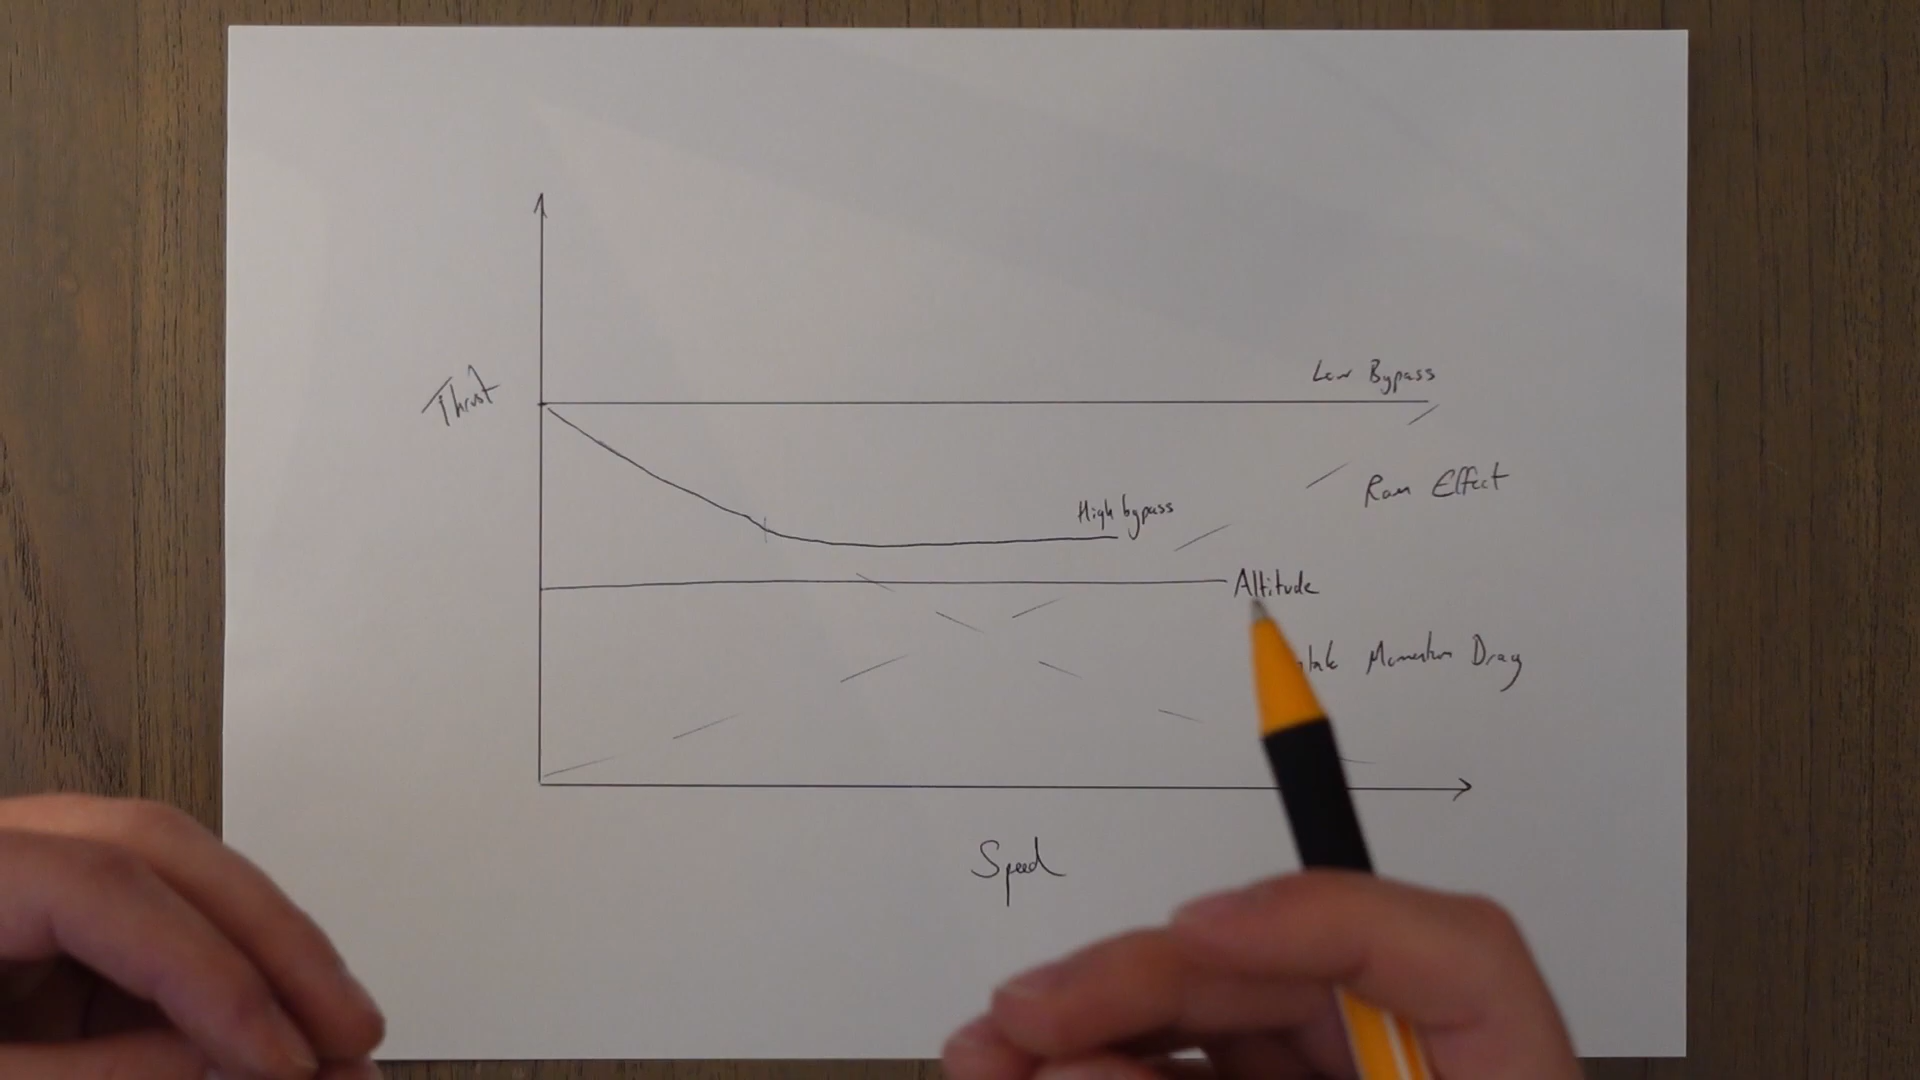 Low Bypass
Thrust
Ram Effect
High bypass
Altitude
Momentum Drag
Speed